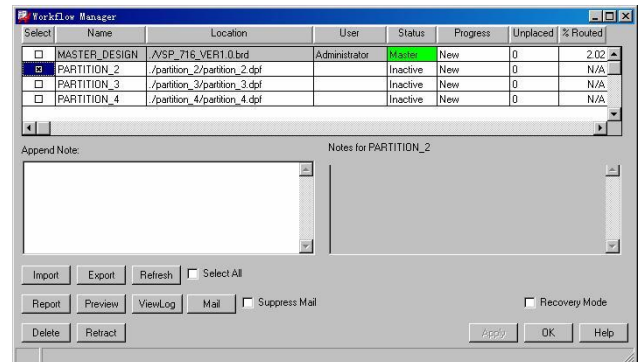 Workflow Manager
Select Name Location User Status Progress Unplaced % Routed
MASTER_DESIGN ./VSP_716_VER1.0.brd Administrator Master New 0 2.02
PARTITION_2 ./partition_2/partition_2.dpf Inactive New 0 N/A
PARTITION_3 ./partition_3/partition_3.dpf Inactive New 0 N/A
PARTITION_4 ./partition_4/partition_4.dpf Inactive New 0 N/A
Append Note: Notes for PARTITION_2
Import Export Refresh Select All
Report Preview ViewLog Mail Suppress Mail Recovery Mode
Delete Retract Apply OK Help